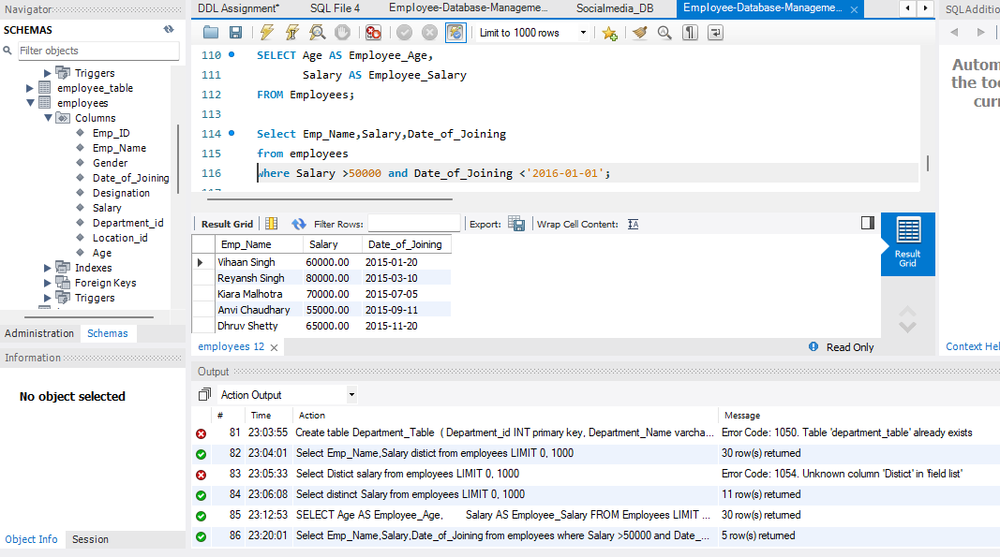 Navigator
SCHEMAS
Filter objects
Triggers
employee_table
employees
Columns
Emp_ID
Emp_Name
Gender
Date_of_Joining
Designation
Salary
Department_id
Location_id
Age
Indexes
Foreign Keys
Triggers
Administration Schemas
Information
No object selected
Object Info Session
DDL Assignment* SQL File 4 Employee-Database-Manageme... Socialmedia_DB Employee-Database-Manageme...
Limit to 1000 rows
110 SELECT Age AS Employee_Age,
111 Salary AS Employee_Salary
112 FROM Employees;
113
114 Select Emp_Name,Salary,Date_of_Joining
115 from employees
116 where Salary >50000 and Date_of_Joining <'2016-01-01';
Result Grid Filter Rows: Export: Wrap Cell Content:
Emp_Name Salary Date_of_Joining
Vihaan Singh 60000.00 2015-01-20
Reyansh Singh 80000.00 2015-03-10
Kiara Malhotra 70000.00 2015-07-05
Anvi Chaudhary 55000.00 2015-09-11
Dhruv Shetty 65000.00 2015-11-20
Result
Grid
employees 12 Read Only
SQLAdditio
Autom
the too
curr
Context Hel
Output
Action Output
# Time Action Message
81 23:03:55 Create table Department_Table ( Department_id INT primary key, Department_Name varcha... Error Code: 1050. Table 'department_table' already exists
82 23:04:01 Select Emp_Name,Salary distict from employees LIMIT 0, 1000 30 row(s) returned
83 23:05:33 Select Distict salary from employees LIMIT 0, 1000 Error Code: 1054. Unknown column 'Distict' in 'field list'
84 23:06:08 Select distinct Salary from employees LIMIT 0, 1000 11 row(s) returned
85 23:12:53 SELECT Age AS Employee_Age, Salary AS Employee_Salary FROM Employees LIMIT ... 30 row(s) returned
86 23:20:01 Select Emp_Name,Salary,Date_of_Joining from employees where Salary >50000 and Date_... 5 row(s) returned